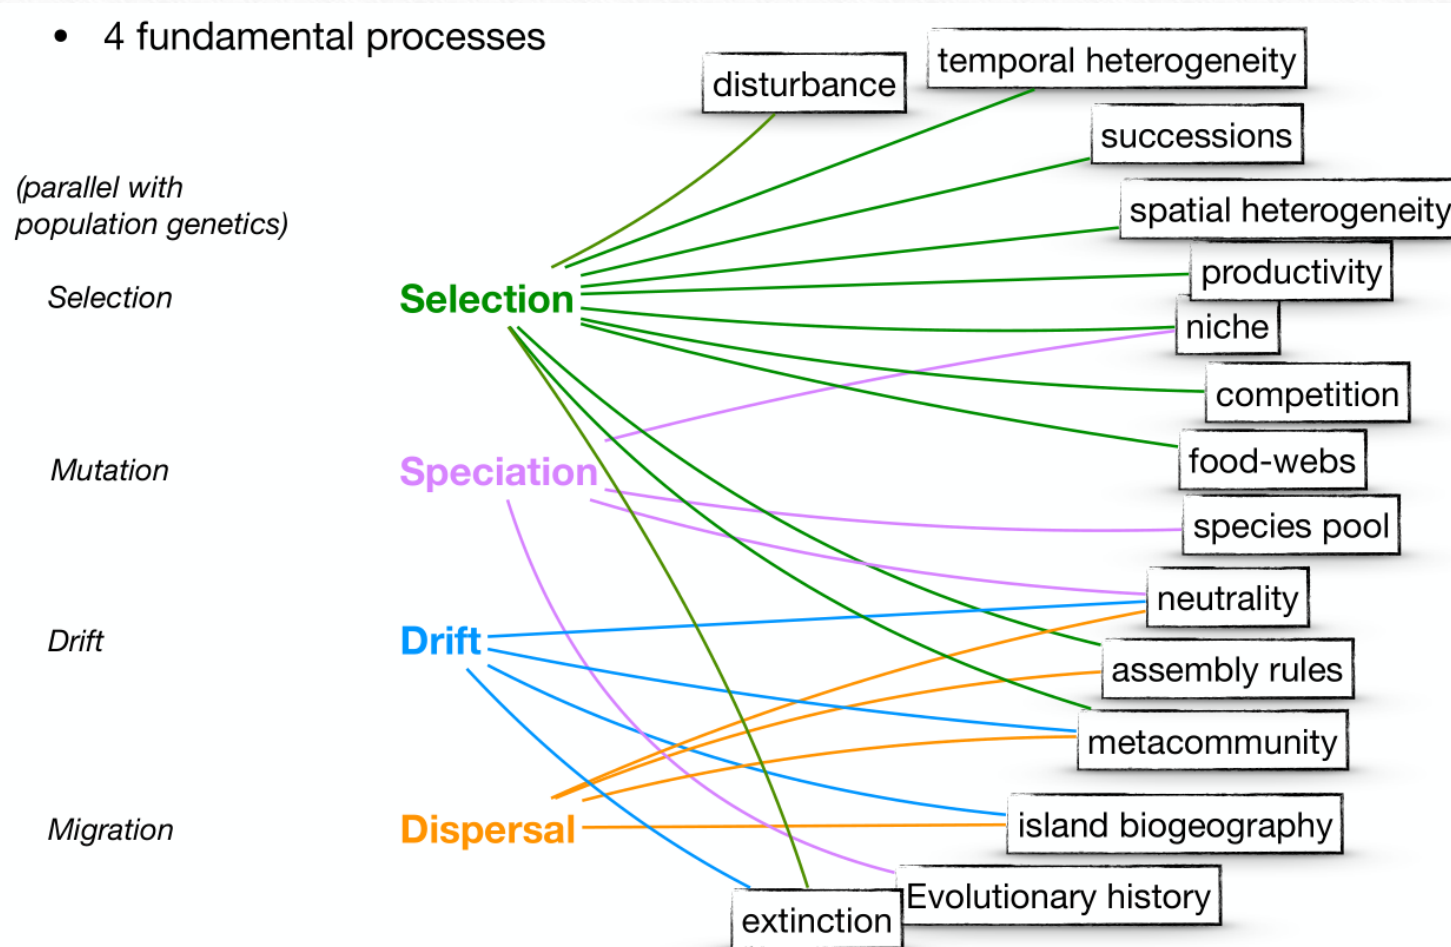 • 4 fundamental processes
disturbance
temporal heterogeneity
successions
(parallel with
population genetics)
spatial heterogeneity
productivity
Selection
Selection
niche
competition
Mutation
Speciation
food-webs
species pool
neutrality
Drift
Drift
assembly rules
metacommunity
Migration
Dispersal
island biogeography
Evolutionary history
extinction